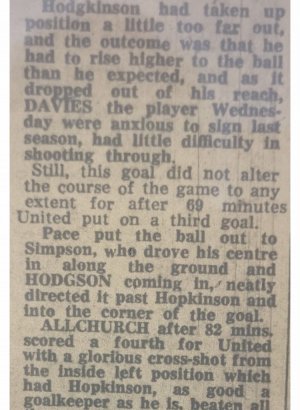 Hodgkinson had taken up
position a little too far out,
and the outcome was that he
had to rise higher to the ball
than he expected, and as it
dropped out of his reach,
DAVIES the player Wednes-
day were anxious to sign last
season, had little difficulty in
shooting through.
Still, this goal did not alter
the course of the game to any
extent for after 69 minutes
United put on a third goal.
Pace put the ball out to
Simpson, who drove his centre
in along the ground and
HODGSON coming in, neatly
directed it past Hopkinson and
into the corner of the goal.
ALLCHURCH after 82 mins.
scored a fourth for United
with a glorious cross-shot from
the inside left position which
had Hopkinson, as good a
goalkeeper as he is, beaten all